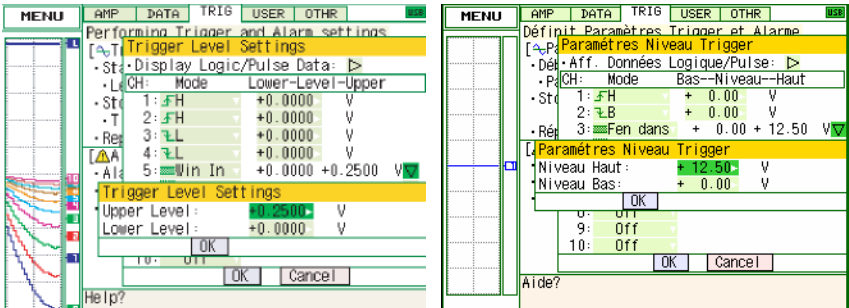 MENU AMP DATA TRIG USER OTHR USB
Performing Trigger and Alarm settings
Trigger Level Settings
Display Logic/Pulse Data:
CH: Mode Lower-Level-Upper
1: H +0.0000 V
2: H +0.0000 V
3: L +0.0000 V
4: L +0.0000 V
5: Win In +0.0000 +0.2500 V
Trigger Level Settings
Upper Level: +0.2500 V
Lower Level: +0.0000 V
OK
10: Off
OK Cancel
Help?
MENU AMP DATA TRIG USER OTHR USB
Définit Paramètres Trigger et Alarme
Paramétres Niveau Trigger
Aff. Données Logique/Pulse:
CH: Mode Bas--Niveau--Haut
1: H + 0.00 V
2: B + 0.00 V
3: Fen dans + 0.00 + 12.50 V
Paramétres Niveau Trigger
Niveau Haut: + 12.50 V
Niveau Bas: + 0.00 V
OK
9: Off
10: Off
OK Cancel
Aide?